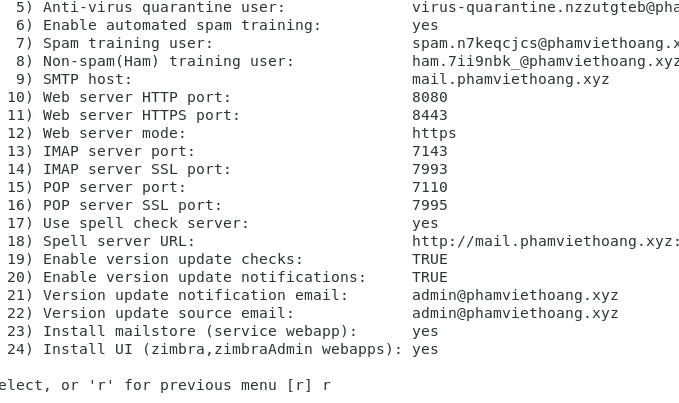 5) Anti-virus quarantine user: virus-quarantine.nzzutgteb@pha
6) Enable automated spam training: yes
7) Spam training user: spam.n7keqcjcs@phamviethoang.x
8) Non-spam(Ham) training user: ham.7ii9nbk_@phamviethoang.xyz
9) SMTP host: mail.phamviethoang.xyz
10) Web server HTTP port: 8080
11) Web server HTTPS port: 8443
12) Web server mode: https
13) IMAP server port: 7143
14) IMAP server SSL port: 7993
15) POP server port: 7110
16) POP server SSL port: 7995
17) Use spell check server: yes
18) Spell server URL: http://mail.phamviethoang.xyz:
19) Enable version update checks: TRUE
20) Enable version update notifications: TRUE
21) Version update notification email: admin@phamviethoang.xyz
22) Version update source email: admin@phamviethoang.xyz
23) Install mailstore (service webapp): yes
24) Install UI (zimbra,zimbraAdmin webapps): yes
elect, or 'r' for previous menu [r] r